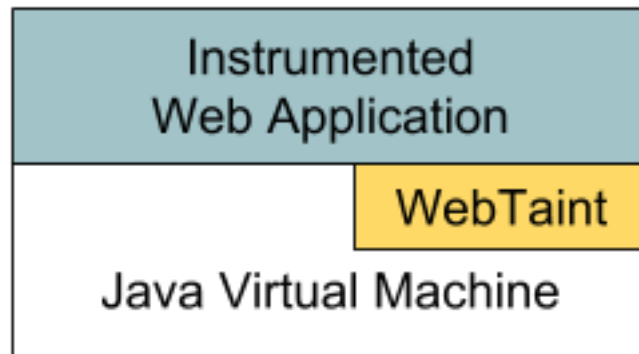 Instrumented
Web Application
WebTaint
Java Virtual Machine